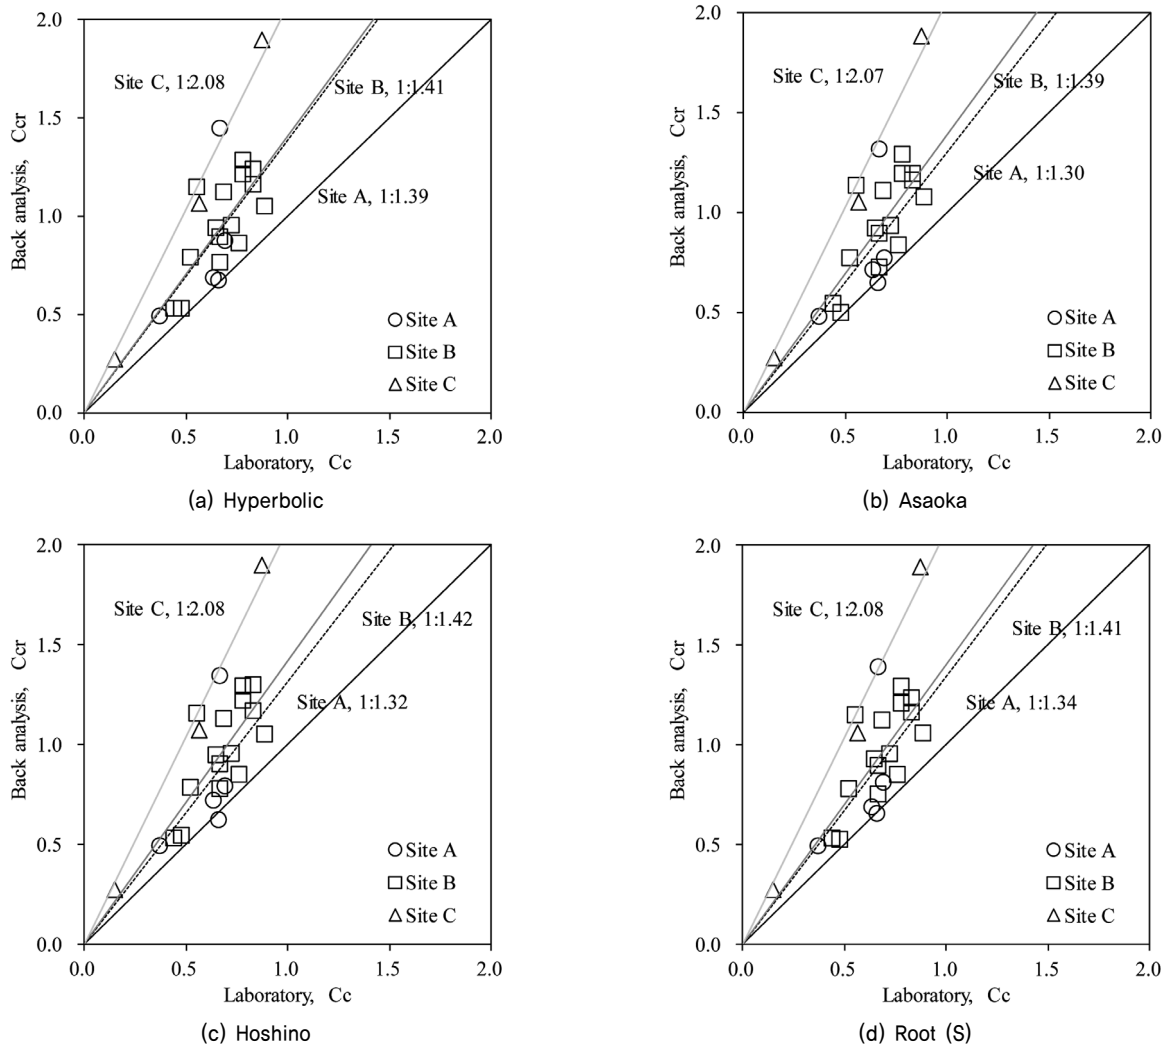 2.0
Site C, 1:2.08
Site B, 1:1.41
1.5
Back analysis, Ccr
1.0
Site A, 1:1.39
0.5
Site A
Site B
Site C
0.0
0.0 0.5 1.0 1.5 2.0
Laboratory, Cc
(a) Hyperbolic
2.0
Site C, 1:2.07
Site B, 1:1.39
1.5
Back analysis, Ccr
Site A, 1:1.30
1.0
0.5
Site A
Site B
Site C
0.0
0.0 0.5 1.0 1.5 2.0
Laboratory, Cc
(b) Asaoka
2.0
Site C, 1:2.08
Site B, 1:1.42
1.5
Back analysis, Ccr
Site A, 1:1.32
1.0
0.5
Site A
Site B
Site C
0.0
0.0 0.5 1.0 1.5 2.0
Laboratory, Cc
(c) Hoshino
2.0
Site C, 1:2.08
Site B, 1:1.41
1.5
Back analysis, Ccr
Site A, 1:1.34
1.0
0.5
Site A
Site B
Site C
0.0
0.0 0.5 1.0 1.5 2.0
Laboratory, Cc
(d) Root (S)